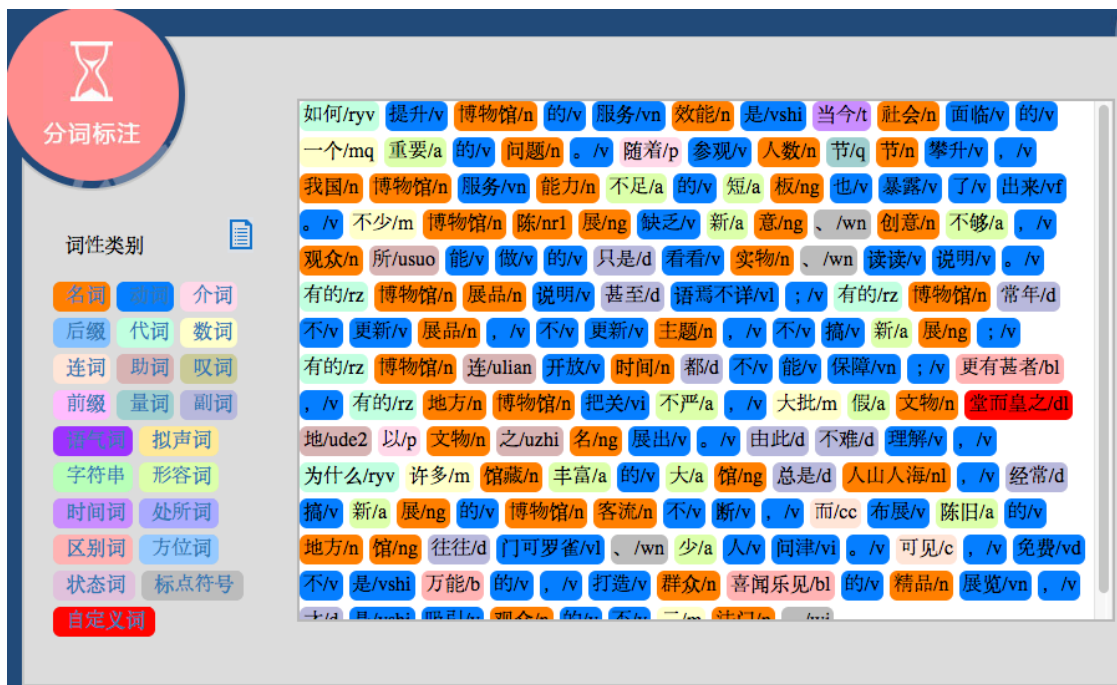 分词标注
词性类别
名词 动词 介词
后缀 代词 数词
连词 助词 叹词
前缀 量词 副词
语气词 拟声词
字符串 形容词
时间词 处所词
区别词 方位词
状态词 标点符号
自定义词
如何/ryv 提升/v 博物馆/n 的/v 服务/vn 效能/n 是/vshi 当今/t 社会/n 面临/v 的/v
一个/mq 重要/a 的/v 问题/n 。/v 随着/p 参观/v 人数/n 节/q 节/n 攀升/v ，/v
我国/n 博物馆/n 服务/vn 能力/n 不足/a 的/v 短/a 板/ng 也/v 暴露/v 了/v 出来/vf
。/v 不少/m 博物馆/n 陈/nr1 展/ng 缺乏/v 新/a 意/ng 、/wn 创意/n 不够/a ，/v
观众/n 所/usuo 能/v 做/v 的/v 只是/d 看看/v 实物/n 、/wn 读读/v 说明/v 。/v
有的/rz 博物馆/n 展品/n 说明/v 甚至/d 语焉不详/vl ；/v 有的/rz 博物馆/n 常年/d
不/v 更新/v 展品/n ，/v 不/v 更新/v 主题/n ，/v 不/v 搞/v 新/a 展/ng ；/v
有的/rz 博物馆/n 连/ulian 开放/v 时间/n 都/d 不/v 能/v 保障/vn ；/v 更有甚者/bl
，/v 有的/rz 地方/n 博物馆/n 把关/vi 不严/a ，/v 大批/m 假/a 文物/n 堂而皇之/dl
地/ude2 以/p 文物/n 之/uzhi 名/ng 展出/v 。/v 由此/d 不难/d 理解/v ，/v
为什么/ryv 许多/m 馆藏/n 丰富/a 的/v 大/a 馆/ng 总是/d 人山人海/nl ，/v 经常/d
搞/v 新/a 展/ng 的/v 博物馆/n 客流/n 不/v 断/v ，/v 而/cc 布展/v 陈旧/a 的/v
地方/n 馆/ng 往往/d 门可罗雀/vl 、/wn 少/a 人/v 问津/vi 。/v 可见/c ，/v 免费/vd
不/v 是/vshi 万能/b 的/v ，/v 打造/v 群众/n 喜闻乐见/bl 的/v 精品/n 展览/vn ，/v
才/d 是/vshi 吸引/v 观众/n 的/v 不/v 二/m 法门/n